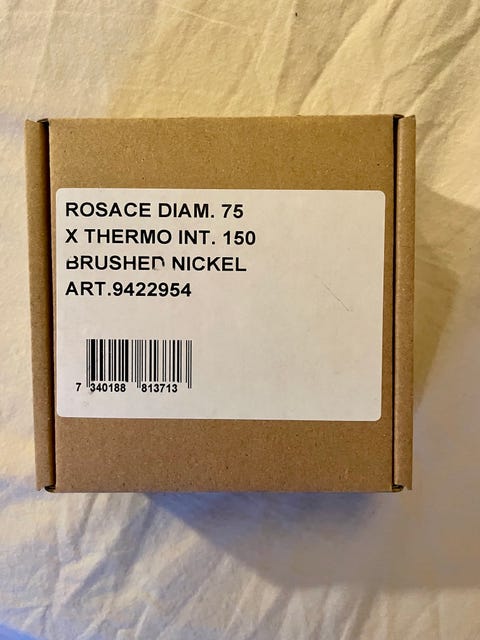 ROSACE DIAM. 75
X THERMO INT. 150
BRUSHED NICKEL
ART.9422954
7 340188 813713